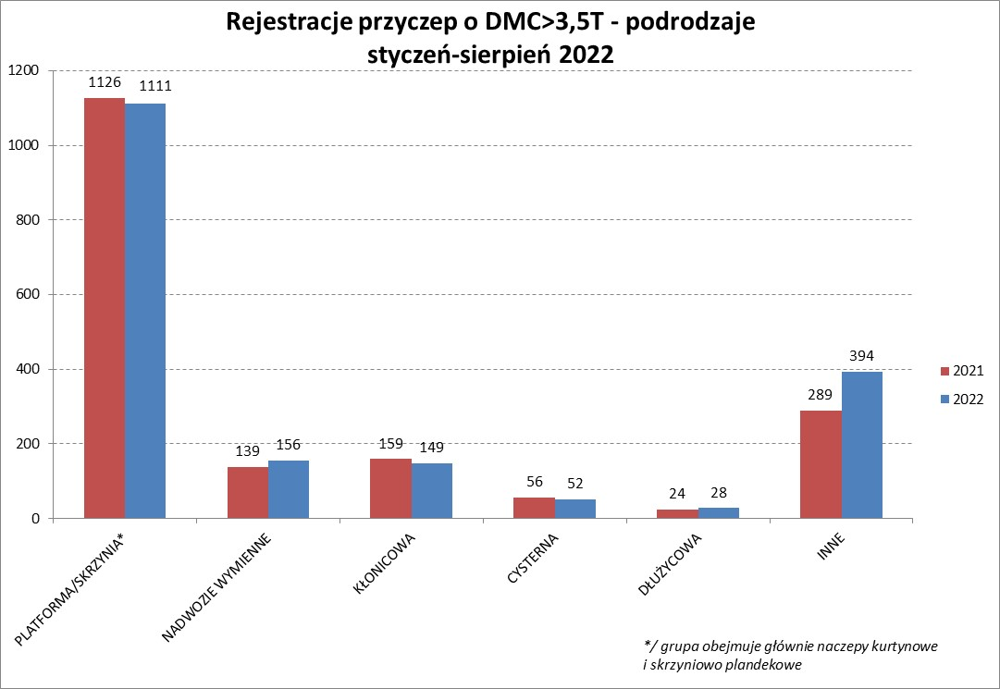 Rejestracje przyczep o DMC>3,5T - podrodzaje
styczeń-sierpień 2022
1200
1000
800
600
400
200
0
1126
1111
139
156
159
149
56
52
24
28
289
394
PLATFORMA/SKRZYNIA*
NADWOZIE WYMIENNE
KŁONICOWA
CYSTERNA
DŁUŻYCOWA
INNE
2021
2022
*/ grupa obejmuje głównie naczepy kurtynowe
i skrzyniowo plandekowe